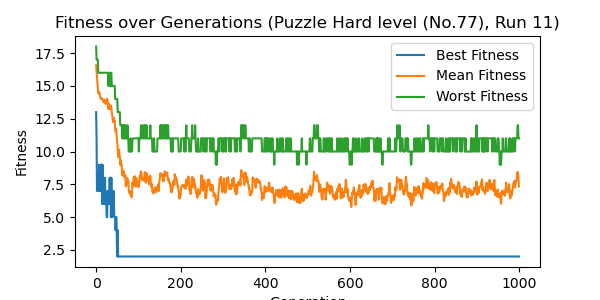 Fitness over Generations (Puzzle Hard level (No.77), Run 11)
17.5
15.0
12.5
10.0
7.5
5.0
2.5
Fitness
Best Fitness
Mean Fitness
Worst Fitness
0 200 400 600 800 1000
Generation